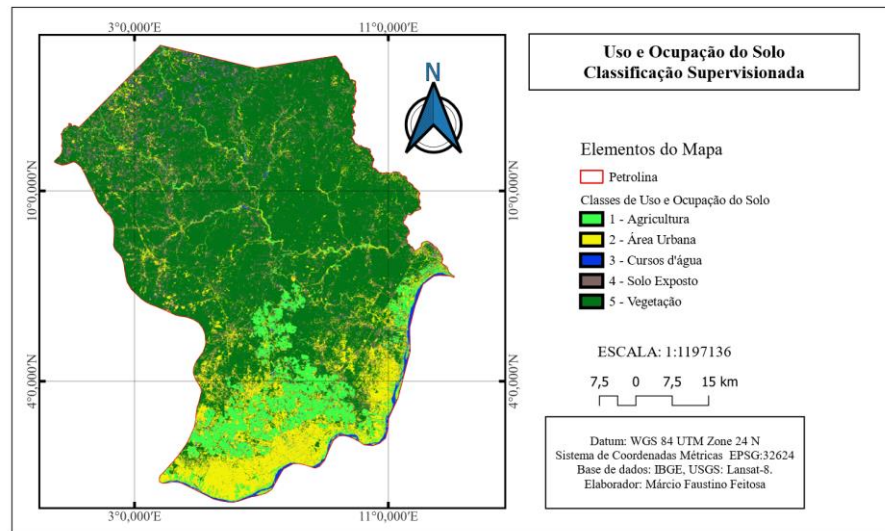 3°0,000′E
11°0,000′E
10°0,000′N
10°0,000′N
4°0,000′N
4°0,000′N
3°0,000′E
11°0,000′E
N
Uso e Ocupação do Solo
Classificação Supervisionada
Elementos do Mapa
Petrolina
Classes de Uso e Ocupação do Solo
1 - Agricultura
2 - Área Urbana
3 - Cursos d'água
4 - Solo Exposto
5 - Vegetação
ESCALA: 1:1197136
7,5 0 7,5 15 km
Datum: WGS 84 UTM Zone 24 N
Sistema de Coordenadas Métricas EPSG:32624
Base de dados: IBGE, USGS: Lansat-8.
Elaborador: Márcio Faustino Feitosa